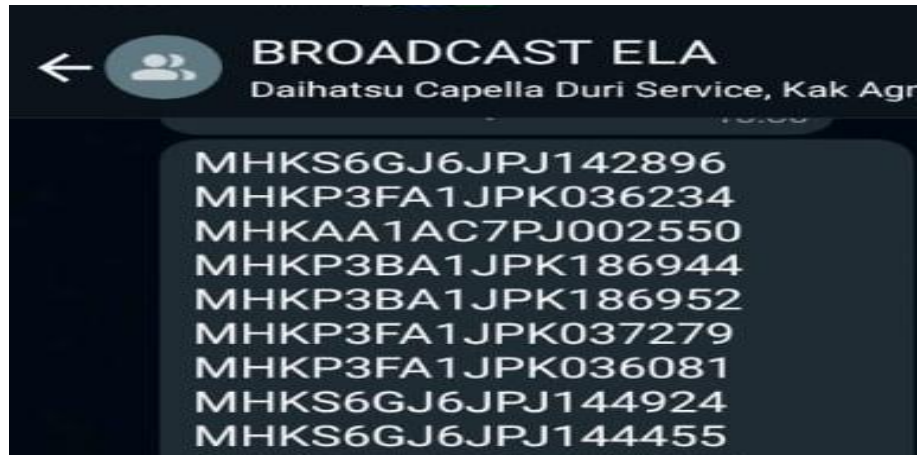 BROADCAST ELA
Daihatsu Capella Duri Service, Kak Agr
MHKS6GJ6JPJ142896
MHKP3FA1JPK036234
MHKAA1AC7PJ002550
MHKP3BA1JPK186944
MHKP3BA1JPK186952
MHKP3FA1JPK037279
MHKP3FA1JPK036081
MHKS6GJ6JPJ144924
MHKS6GJ6JPJ144455